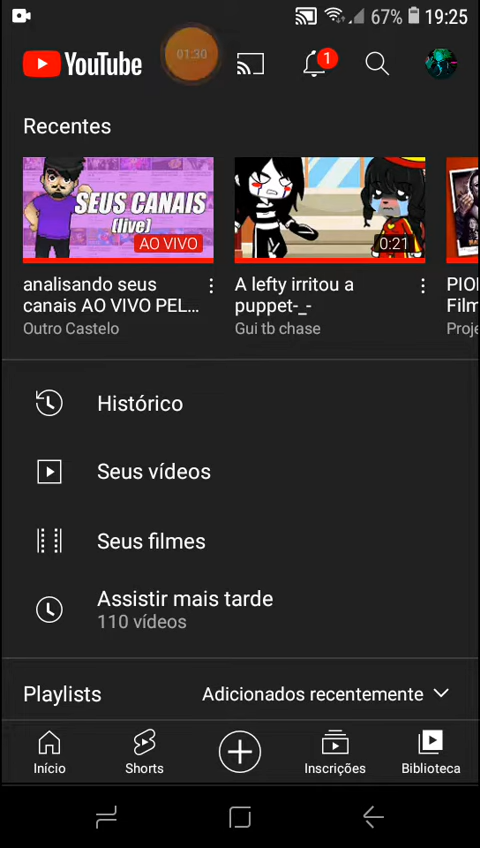 67% 19:25
YouTube
01:30
1
Recentes
SEUS CANAIS
(live)
AO VIVO
0:21
analisando seus
canais AO VIVO PEL...
Outro Castelo
A lefty irritou a
puppet-_-
Gui tb chase
Histórico
Seus vídeos
Seus filmes
Assistir mais tarde
110 vídeos
Playlists
Adicionados recentemente
Início
Shorts
Inscrições
Biblioteca